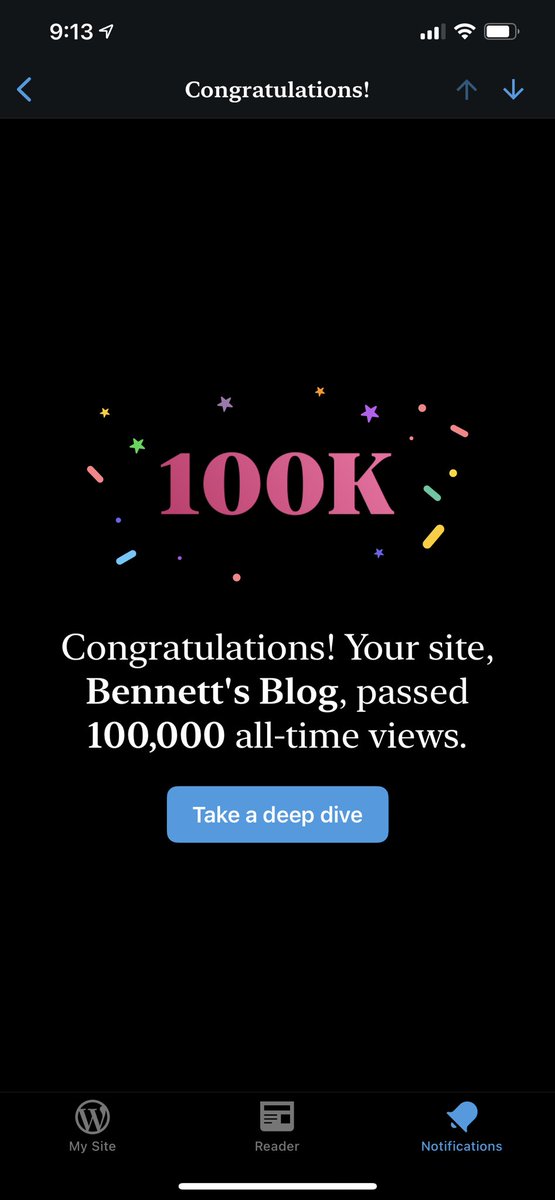 9:13
Congratulations!
100K
Congratulations! Your site,
Bennett's Blog, passed
100,000 all-time views.
Take a deep dive
My Site
Reader
Notifications